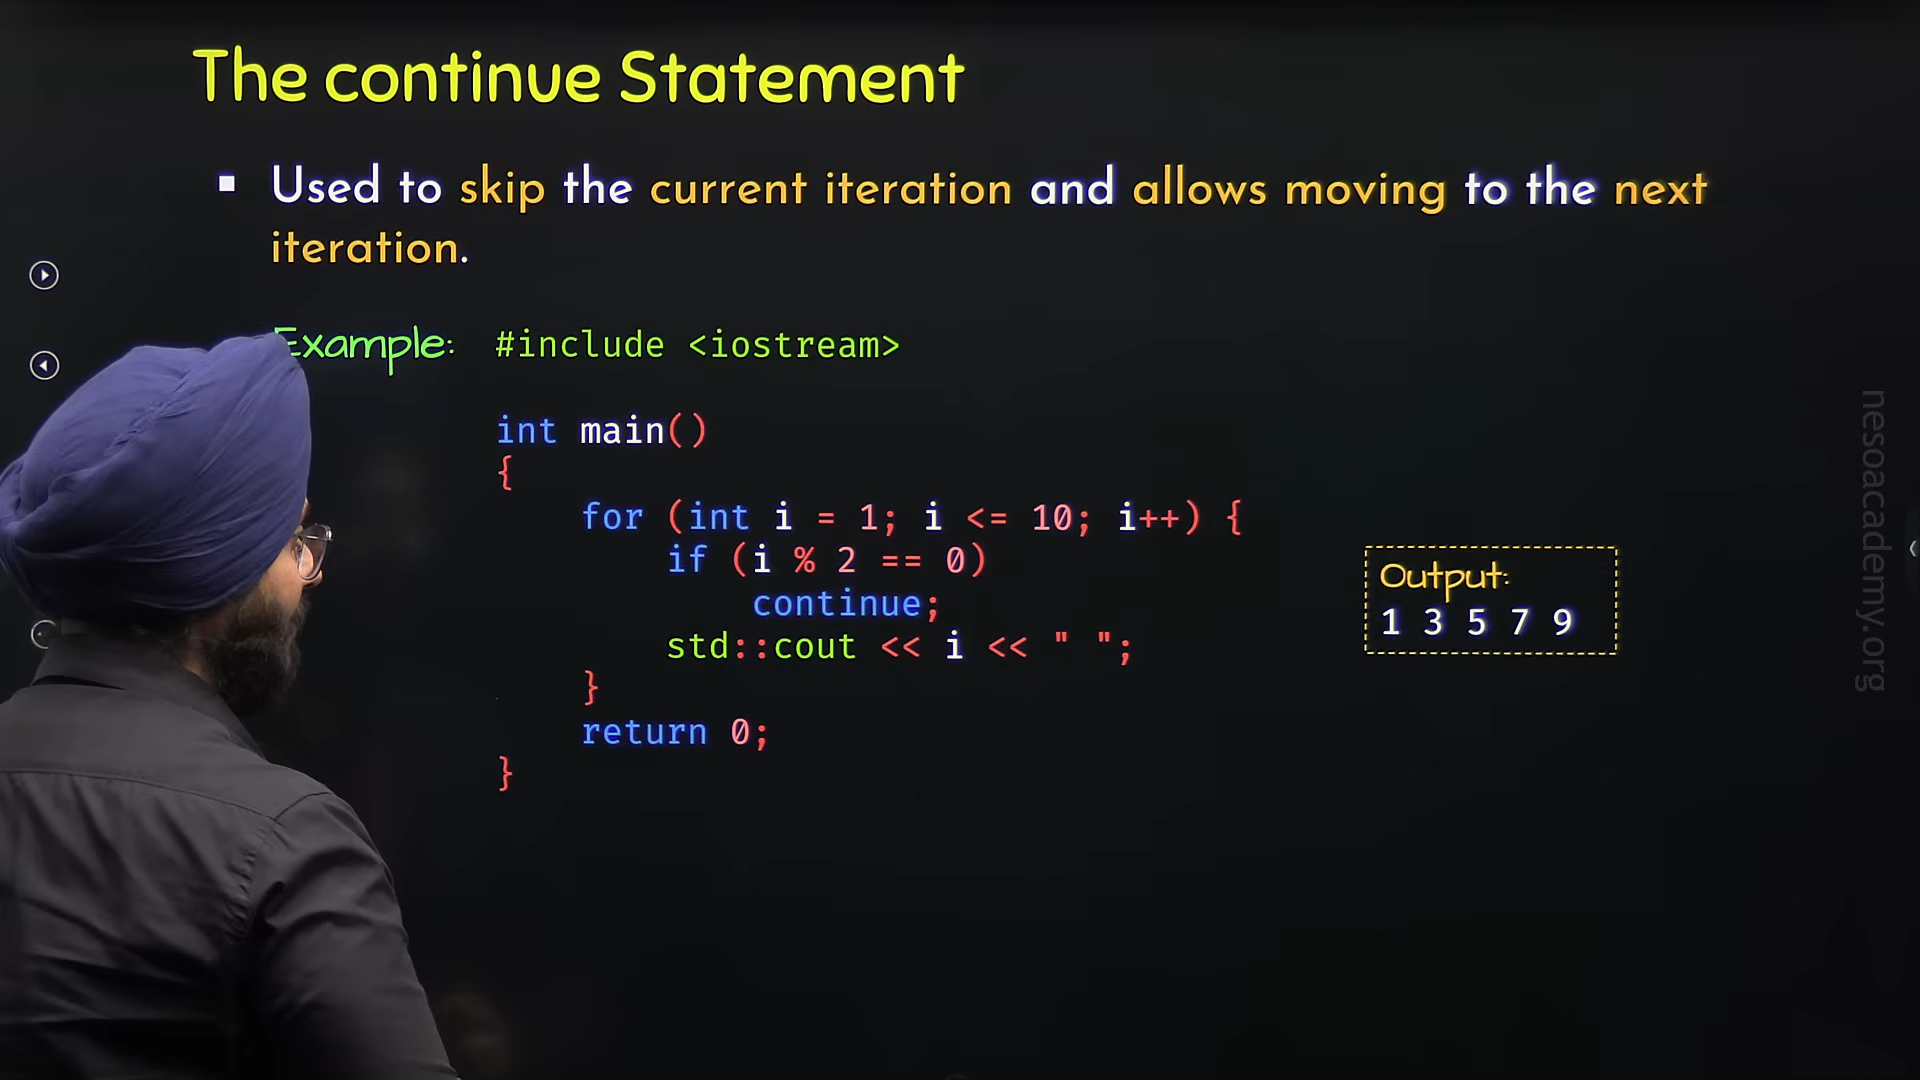 The continue Statement
▪ Used to skip the current iteration and allows moving to the next
iteration.
Example: #include <iostream>
int main()
{
for (int i = 1; i <= 10; i++) {
if (i % 2 == 0)
continue;
std::cout << i << " ";
}
return 0;
}
Output:
1 3 5 7 9
nesoacademy.org